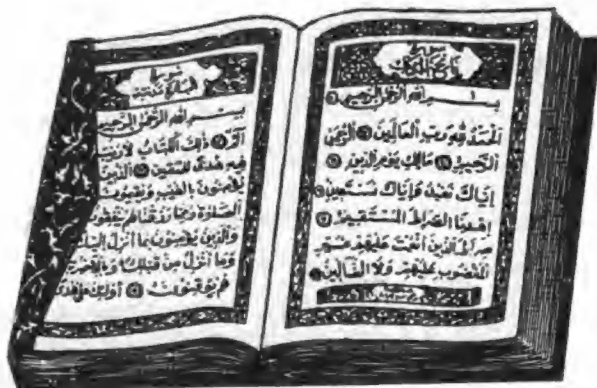 سورة
فاتحة الكتاب
بسم الله الرحمن الرحيم
الحمد لله رب العالمين الرحمن
الرحيم مالك يوم الدين
إياك نعبد وإياك نستعين
اهدنا الصراط المستقيم
صراط الذين أنعمت عليهم غير
المغضوب عليهم ولا الضالين
سورة
بسم الله الرحمن الرحيم
الم ذلك الكتاب لا ريب
فيه هدى للمتقين الذين
يؤمنون بالغيب ويقيمون
الصلاة ومما رزقناهم ينفقون
والذين يؤمنون بما أنزل إليك
وما أنزل من قبلك وبالآخرة
هم يوقنون أولئك على هدى